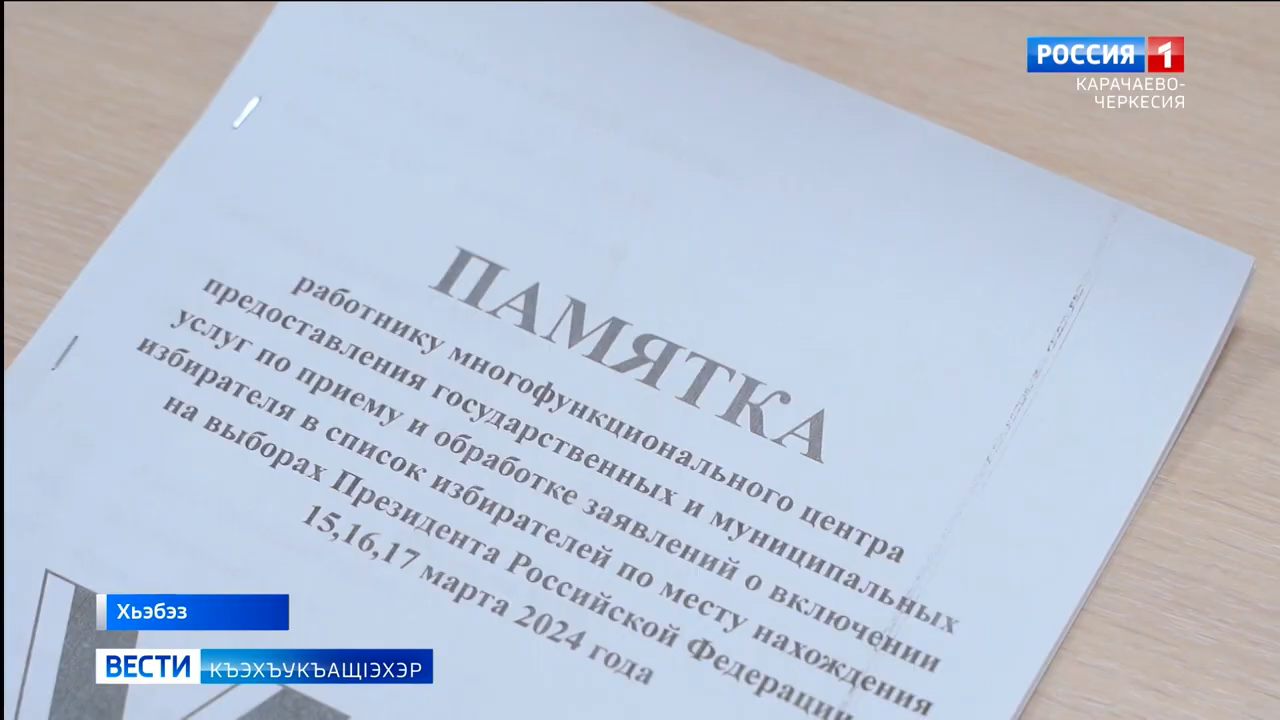 РОССИЯ 1
КАРАЧАЕВО-
ЧЕРКЕСИЯ
ПАМЯТКА
работнику многофункционального центра
предоставления государственных и муниципальных
услуг по приему и обработке заявлений о включении
избирателя в список избирателей по месту нахождения
на выборах Президента Российской Федерации
15,16,17 марта 2024 года
Хьэбэз
ВЕСТИ КЪЭХЪУКЪАЩІЭХЭР